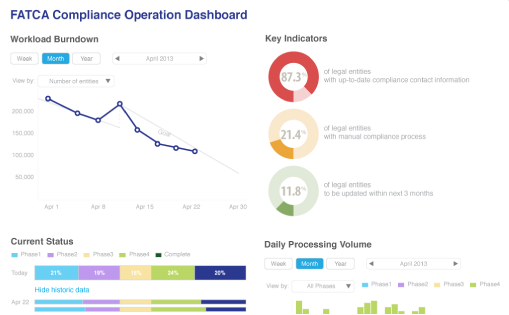 FATCA Compliance Operation Dashboard
Workload Burndown
Week Month Year April 2013
View by: Number of entities
200,000
150,000
100,000
50,000
Goal
Apr 1 Apr 8 Apr 15 Apr 22 Apr 30
Key Indicators
87.3%
of legal entities
with up-to-date compliance contact information
21.4%
of legal entities
with manual compliance process
11.8%
of legal entities
to be updated within next 3 months
Current Status
Phase1 Phase2 Phase3 Phase4 Complete
Today 21% 19% 24% 20%
Hide historic data
Apr 22
Daily Processing Volume
Week Month Year April 2013
View by: All Phases Phase1 Phase2 Phase3 Phase4